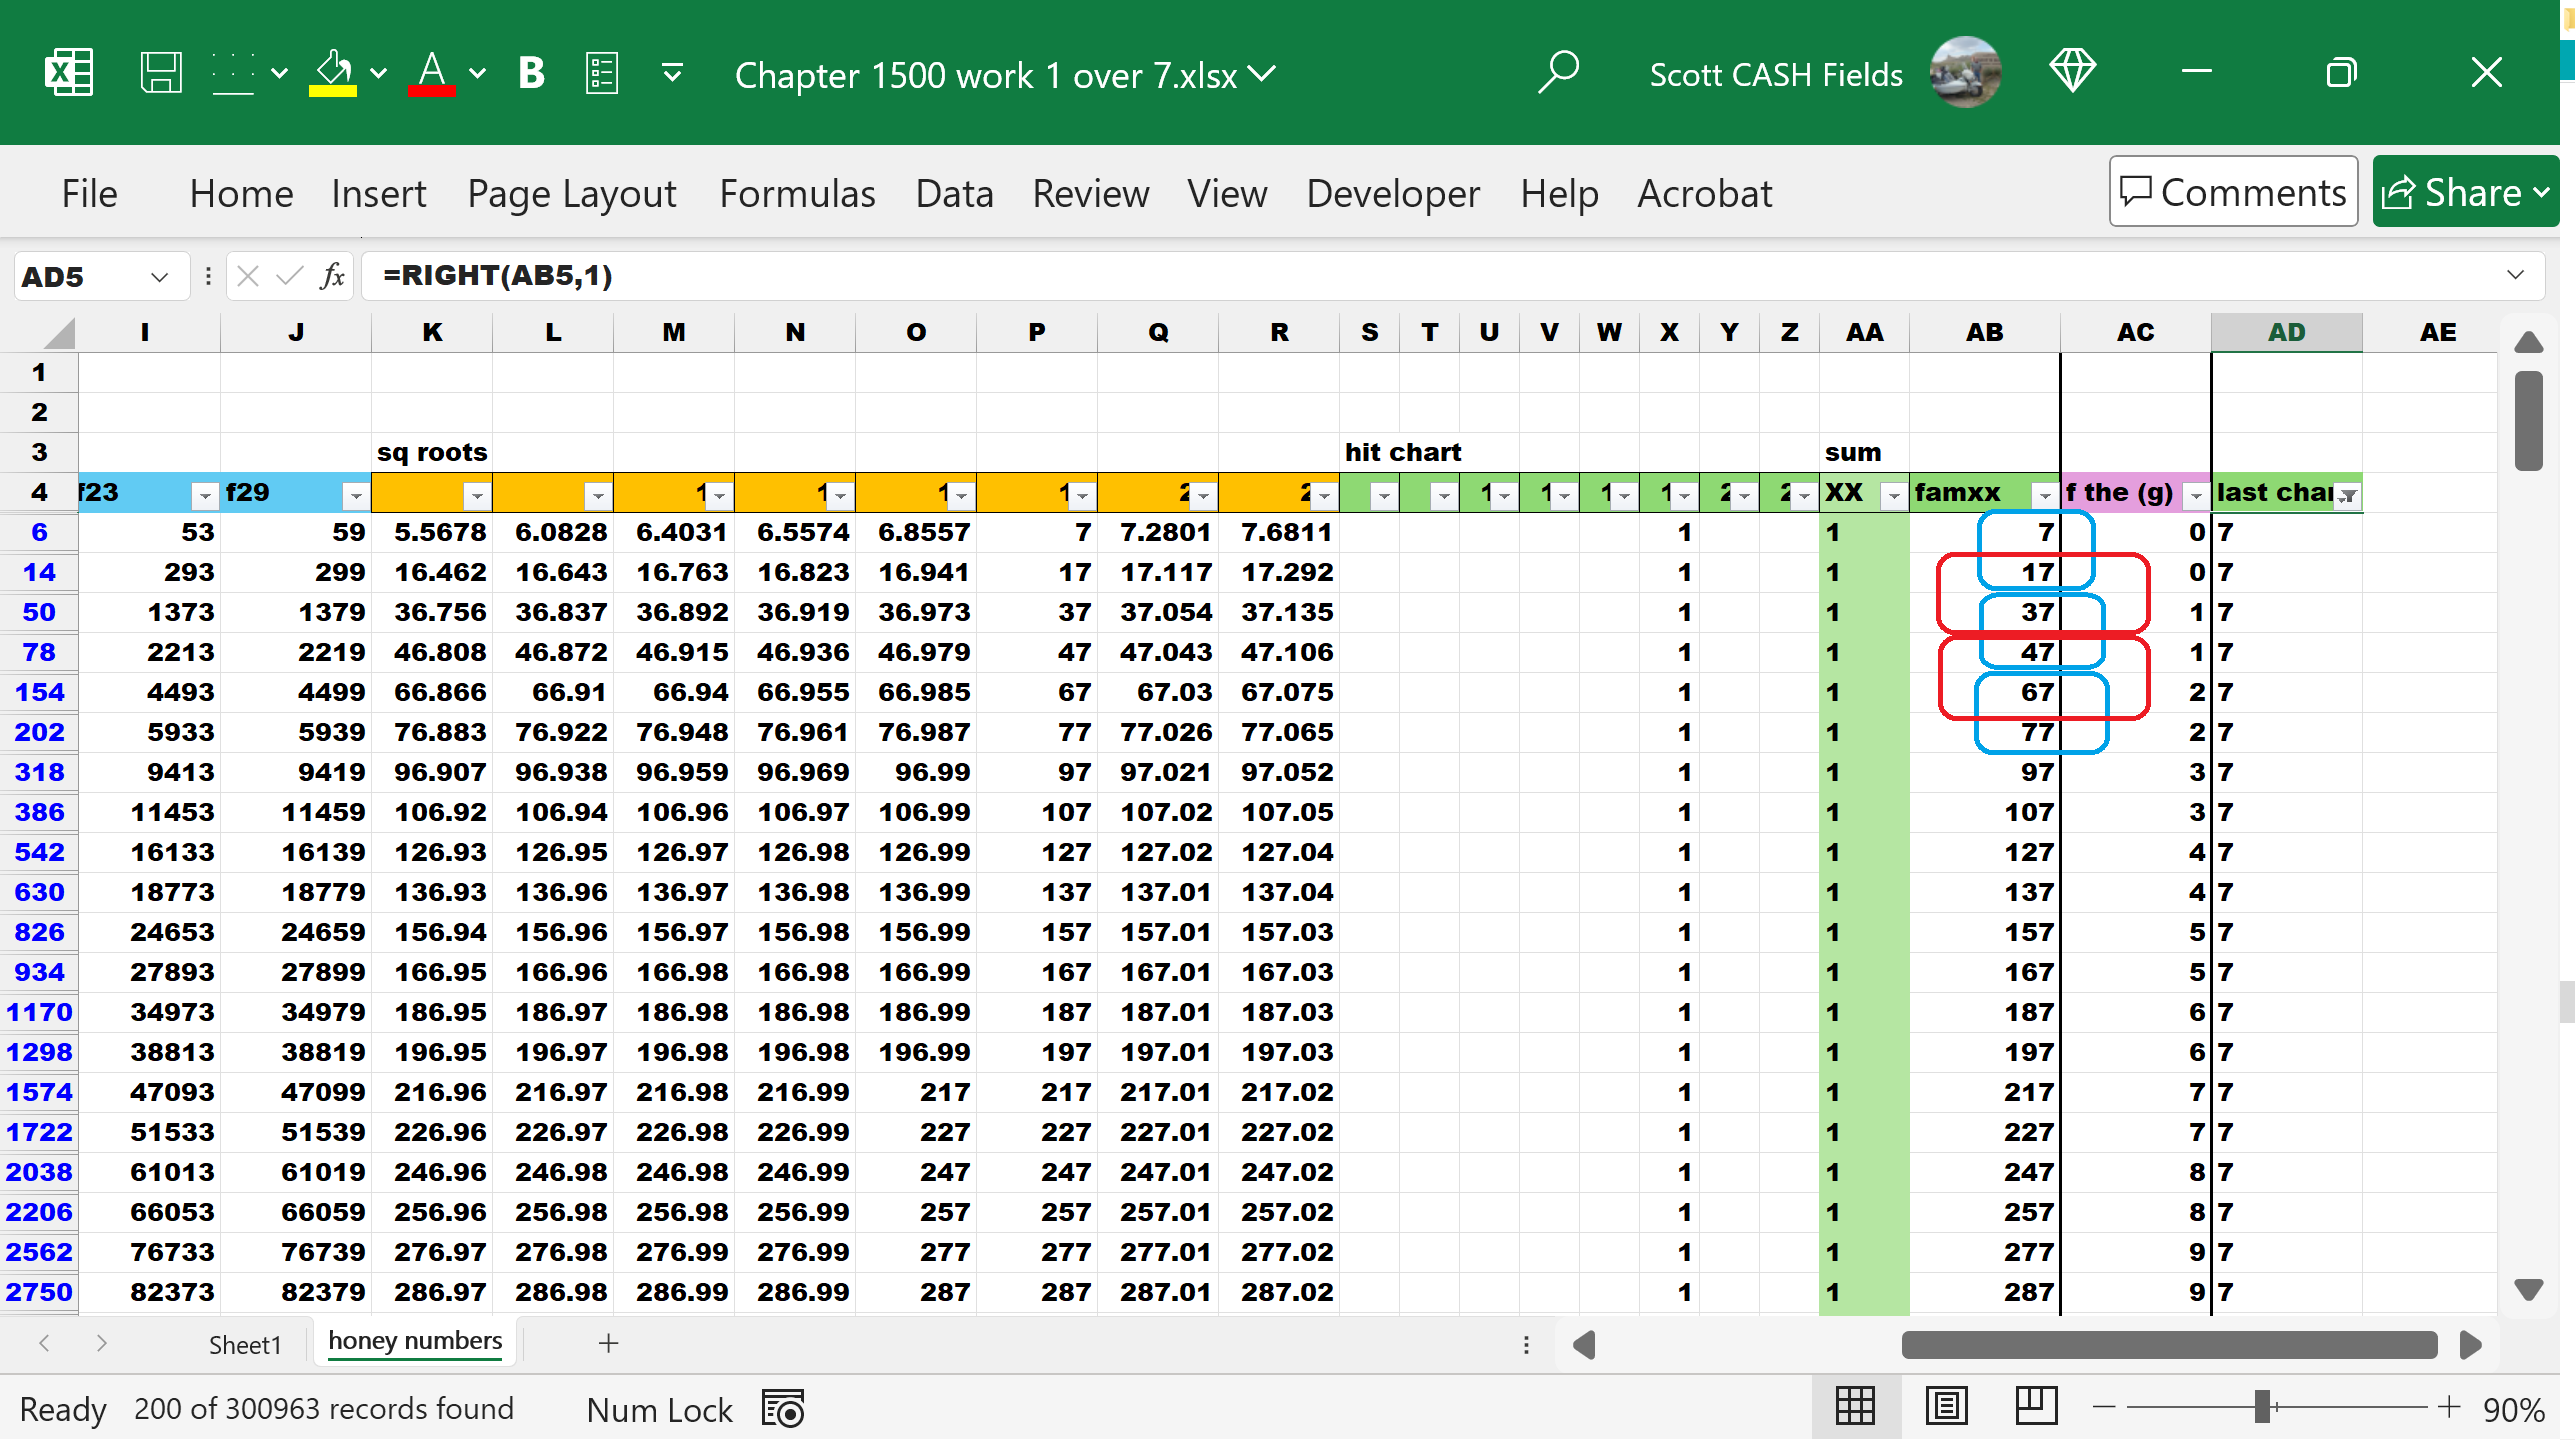 Chapter 1500 work 1 over 7.xlsx
Scott CASH Fields
File Home Insert Page Layout Formulas Data Review View Developer Help Acrobat Comments Share
AD5 fx =RIGHT(AB5,1)
I J K L M N O P Q R S T U V W X Y Z AA AB AC AD AE
1
2
3 sq roots hit chart sum
4 f23 f29 1 1 1 1 2 2 1 1 1 1 2 2 XX famxx f the (g) last char
6 53 59 5.5678 6.0828 6.4031 6.5574 6.8557 7 7.2801 7.6811 1 1 7 0 7
14 293 299 16.462 16.643 16.763 16.823 16.941 17 17.117 17.292 1 1 17 0 7
50 1373 1379 36.756 36.837 36.892 36.919 36.973 37 37.054 37.135 1 1 37 1 7
78 2213 2219 46.808 46.872 46.915 46.936 46.979 47 47.043 47.106 1 1 47 1 7
154 4493 4499 66.866 66.91 66.94 66.955 66.985 67 67.03 67.075 1 1 67 2 7
202 5933 5939 76.883 76.922 76.948 76.961 76.987 77 77.026 77.065 1 1 77 2 7
318 9413 9419 96.907 96.938 96.959 96.969 96.99 97 97.021 97.052 1 1 97 3 7
386 11453 11459 106.92 106.94 106.96 106.97 106.99 107 107.02 107.05 1 1 107 3 7
542 16133 16139 126.93 126.95 126.97 126.98 126.99 127 127.02 127.04 1 1 127 4 7
630 18773 18779 136.93 136.96 136.97 136.98 136.99 137 137.01 137.04 1 1 137 4 7
826 24653 24659 156.94 156.96 156.97 156.98 156.99 157 157.01 157.03 1 1 157 5 7
934 27893 27899 166.95 166.96 166.98 166.98 166.99 167 167.01 167.03 1 1 167 5 7
1170 34973 34979 186.95 186.97 186.98 186.98 186.99 187 187.01 187.03 1 1 187 6 7
1298 38813 38819 196.95 196.97 196.98 196.98 196.99 197 197.01 197.03 1 1 197 6 7
1574 47093 47099 216.96 216.97 216.98 216.99 217 217 217.01 217.02 1 1 217 7 7
1722 51533 51539 226.96 226.97 226.98 226.99 227 227 227.01 227.02 1 1 227 7 7
2038 61013 61019 246.96 246.98 246.98 246.99 247 247 247.01 247.02 1 1 247 8 7
2206 66053 66059 256.96 256.98 256.98 256.99 257 257 257.01 257.02 1 1 257 8 7
2562 76733 76739 276.97 276.98 276.99 276.99 277 277 277.01 277.02 1 1 277 9 7
2750 82373 82379 286.97 286.98 286.99 286.99 287 287 287.01 287.02 1 1 287 9 7
Sheet1 honey numbers
Ready 200 of 300963 records found Num Lock 90%